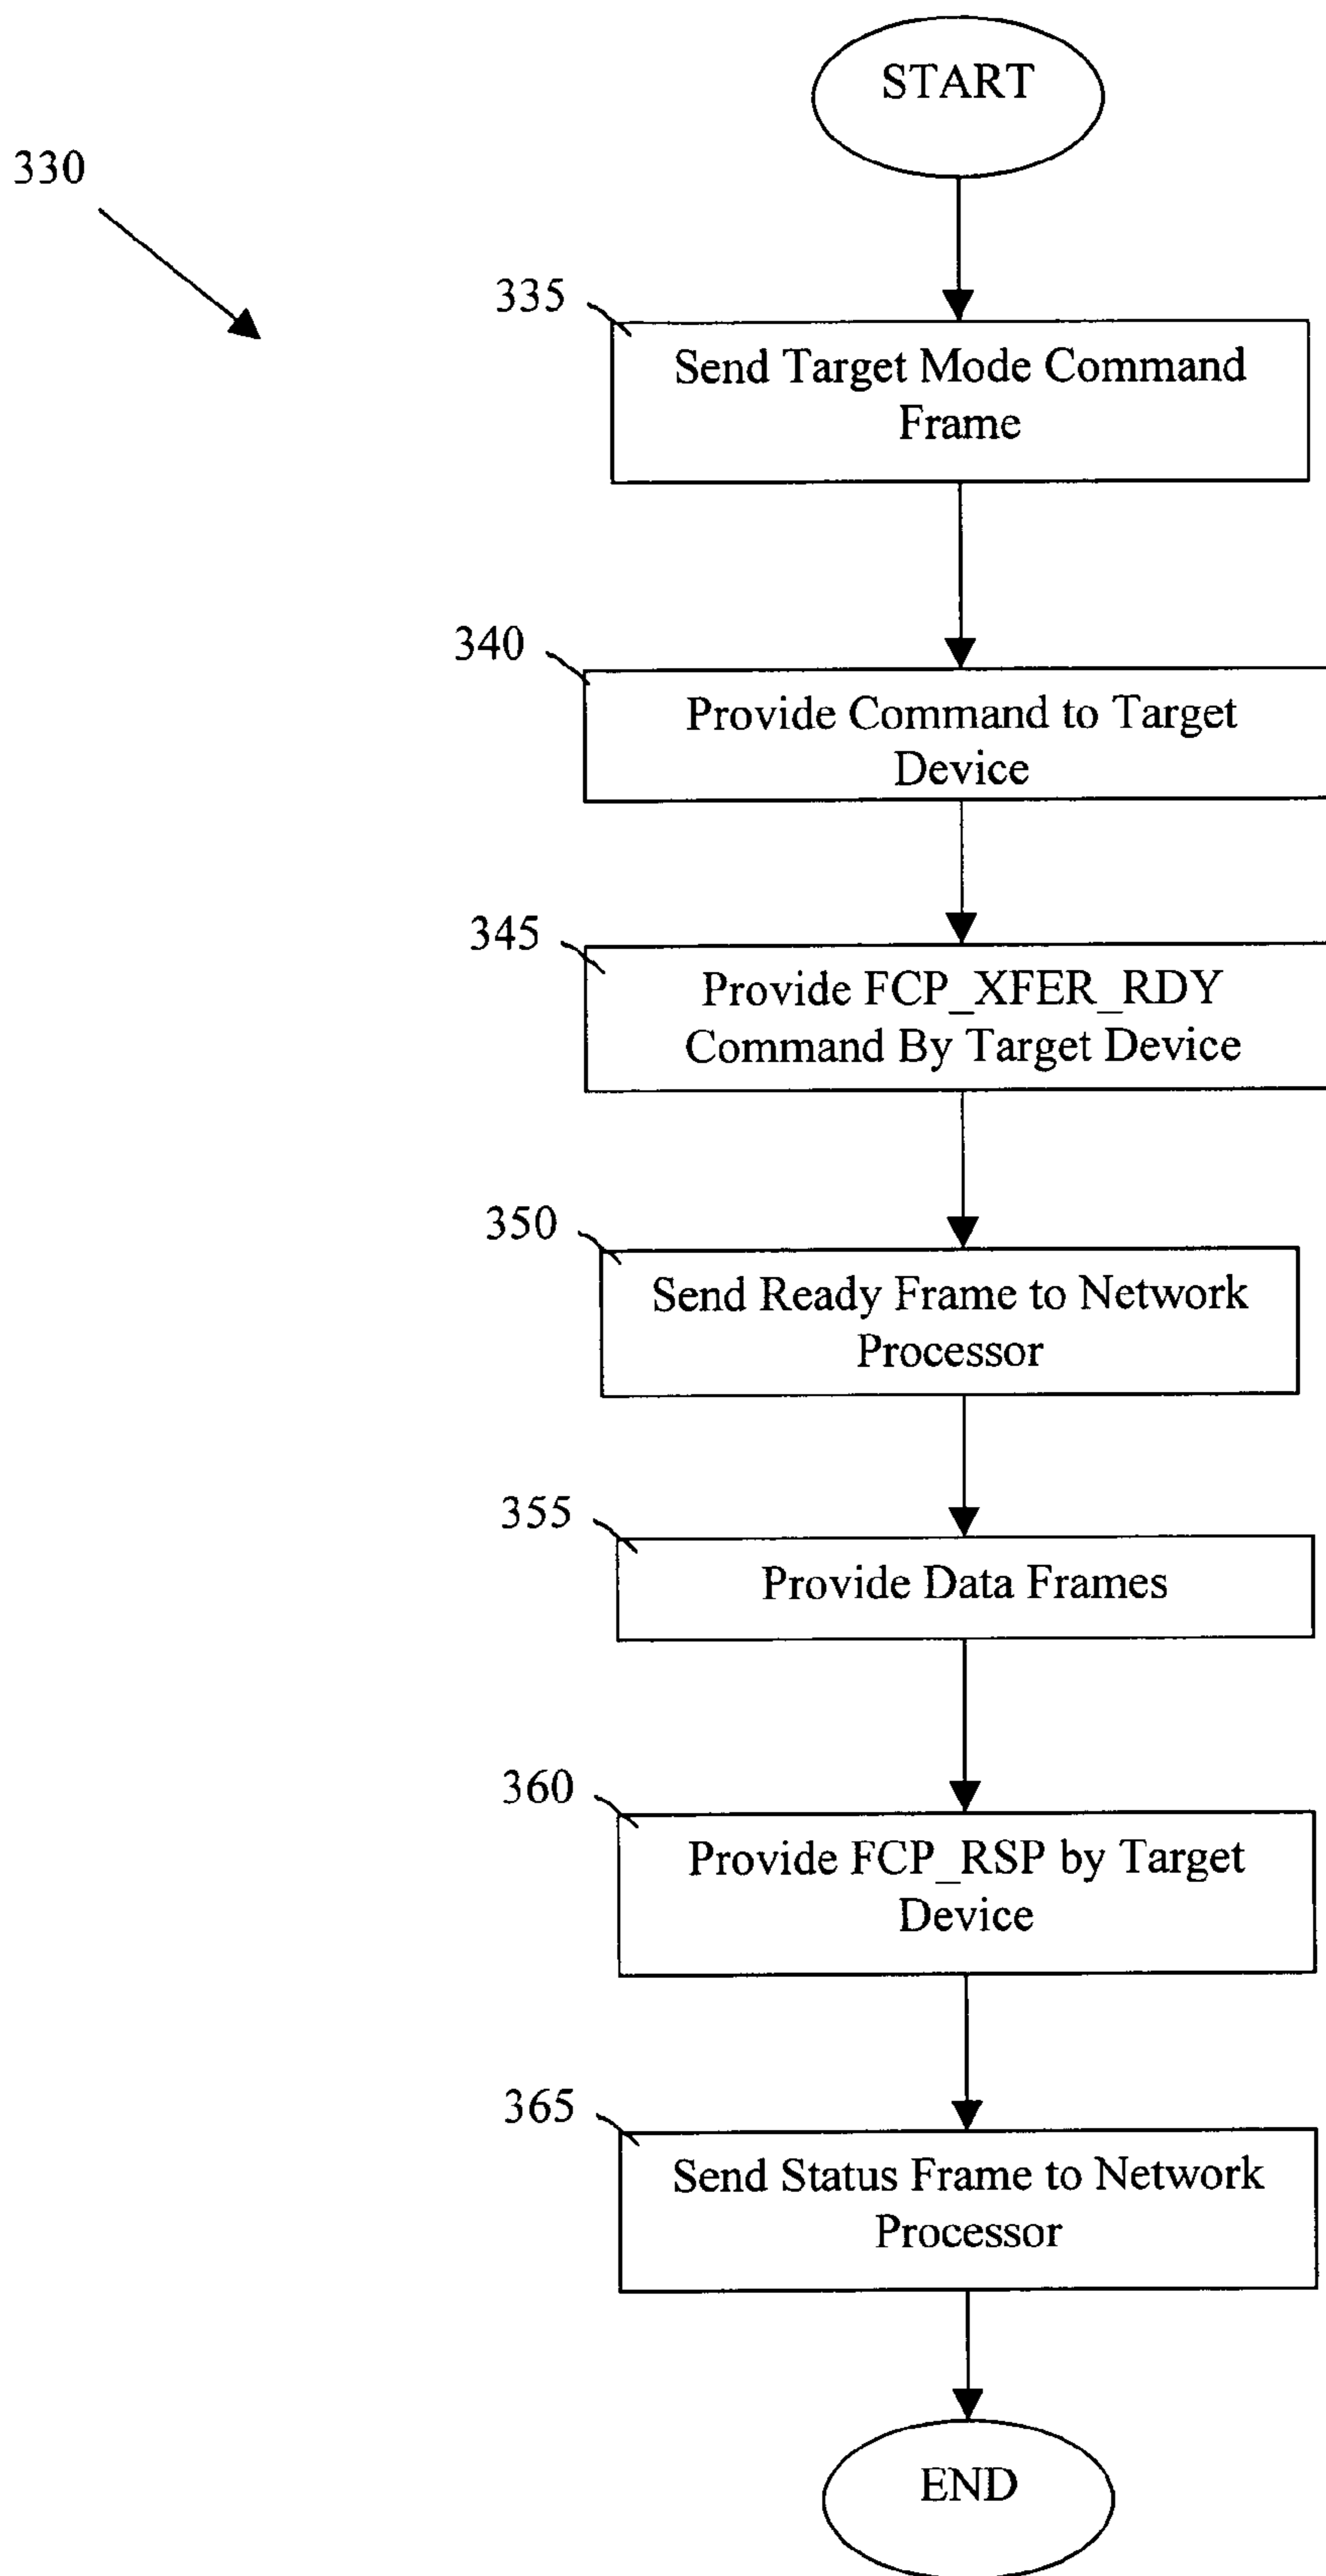 START
330
335
Send Target Mode Command
Frame
340
Provide Command to Target
Device
345
Provide FCP_XFER_RDY
Command By Target Device
350
Send Ready Frame to Network
Processor
355
Provide Data Frames
360
Provide FCP_RSP by Target
Device
365
Send Status Frame to Network
Processor
END